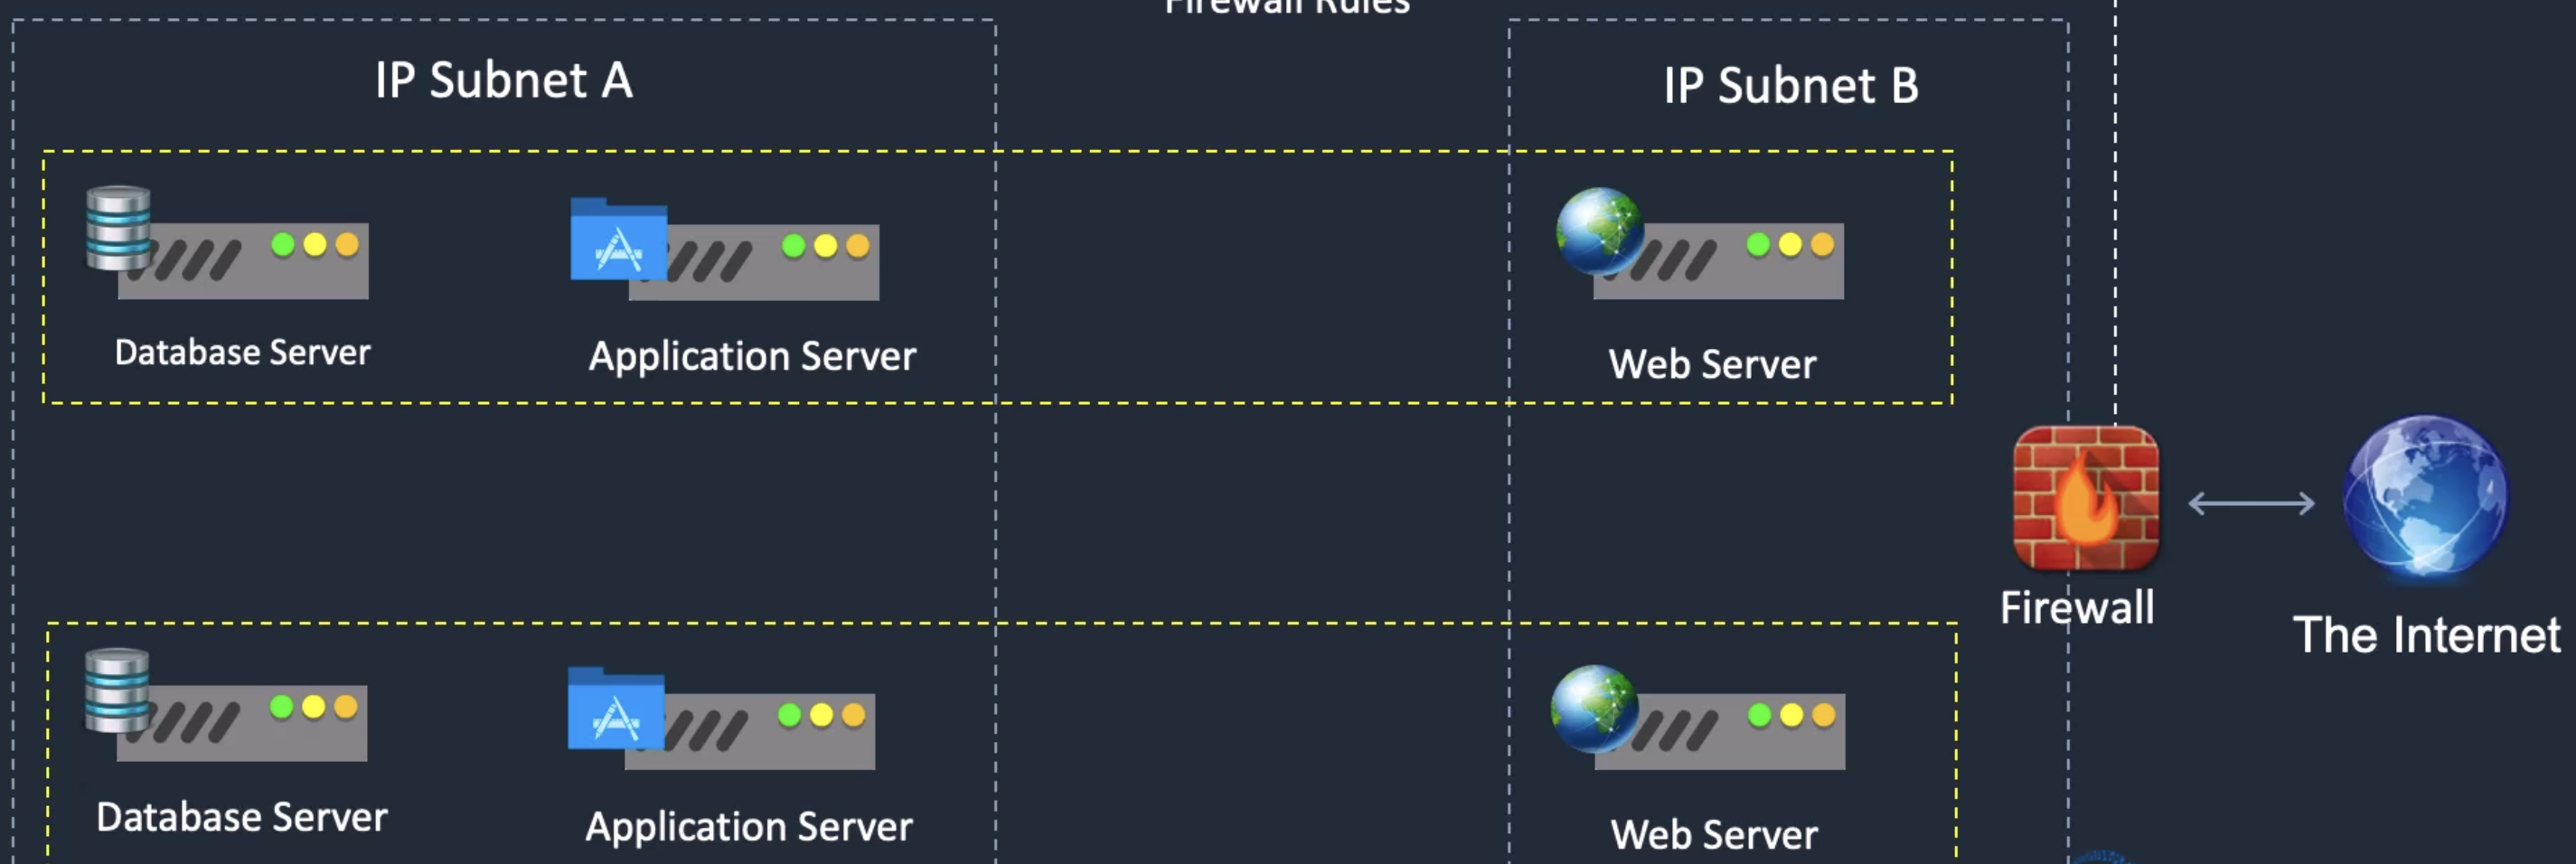 Firewall Rules
IP Subnet A
IP Subnet B
Database Server
Application Server
Web Server
Firewall
The Internet
Database Server
Application Server
Web Server